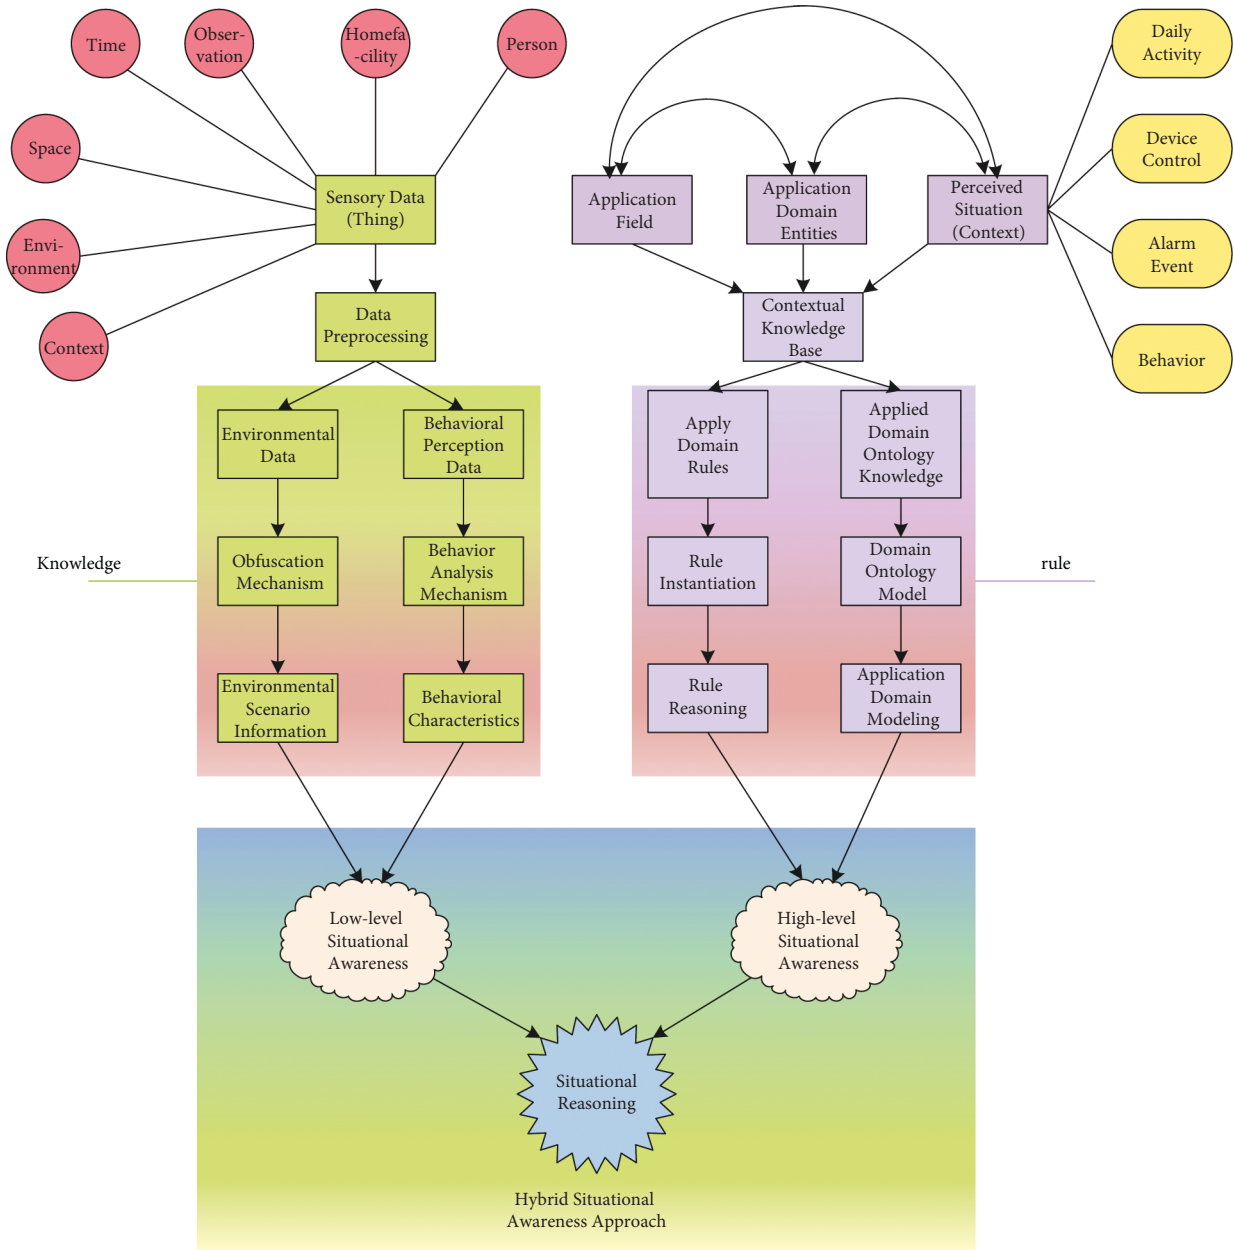 Time
Obser-
vation
Homefa
-cility
Person
Space
Envi-
ronment
Context
Sensory Data
(Thing)
Data
Preprocessing
Application
Field
Application
Domain
Entities
Perceived
Situation
(Context)
Daily
Activity
Device
Control
Alarm
Event
Behavior
Contextual
Knowledge
Base
Knowledge
Environmental
Data
Behavioral
Perception
Data
Obfuscation
Mechanism
Behavior
Analysis
Mechanism
Environmental
Scenario
Information
Behavioral
Characteristics
Apply
Domain
Rules
Applied
Domain
Ontology
Knowledge
Rule
Instantiation
Domain
Ontology
Model
Rule
Reasoning
Application
Domain
Modeling
rule
Low-level
Situational
Awareness
High-level
Situational
Awareness
Situational
Reasoning
Hybrid Situational
Awareness Approach